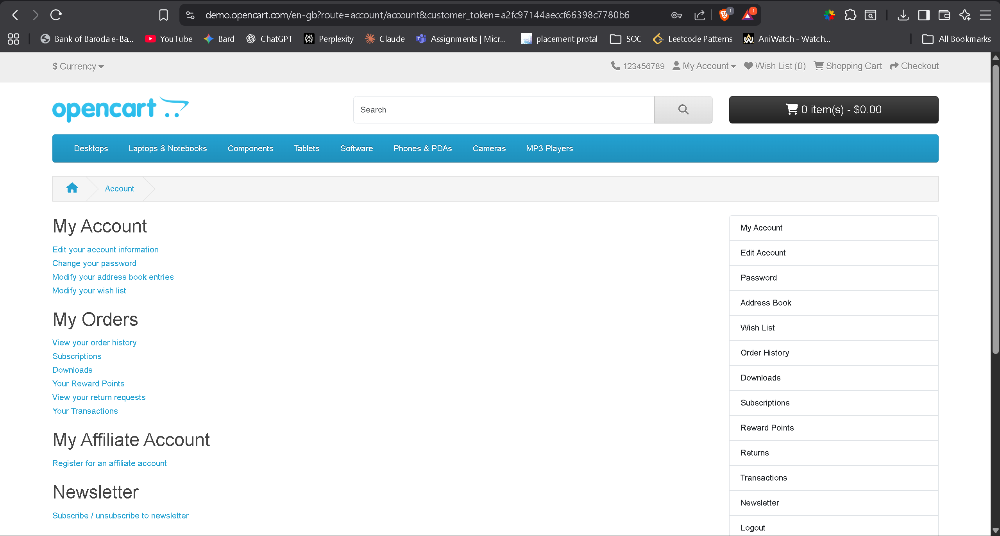 demo.opencart.com/en-gb?route=account/account&customer_token=a2fc97144aeccf66398c7780b6
1
1
Bank of Baroda e-Ba...
YouTube
Bard
ChatGPT
Perplexity
Claude
Assignments | Micr...
placement protal
SOC
Leetcode Patterns
AniWatch - Watch...
All Bookmarks
$ Currency
123456789
My Account
Wish List (0)
Shopping Cart
Checkout
opencart
Search
0 item(s) - $0.00
Desktops
Laptops & Notebooks
Components
Tablets
Software
Phones & PDAs
Cameras
MP3 Players
Account
My Account
Edit your account information
Change your password
Modify your address book entries
Modify your wish list
My Orders
View your order history
Subscriptions
Downloads
Your Reward Points
View your return requests
Your Transactions
My Affiliate Account
Register for an affiliate account
Newsletter
Subscribe / unsubscribe to newsletter
My Account
Edit Account
Password
Address Book
Wish List
Order History
Downloads
Subscriptions
Reward Points
Returns
Transactions
Newsletter
Logout